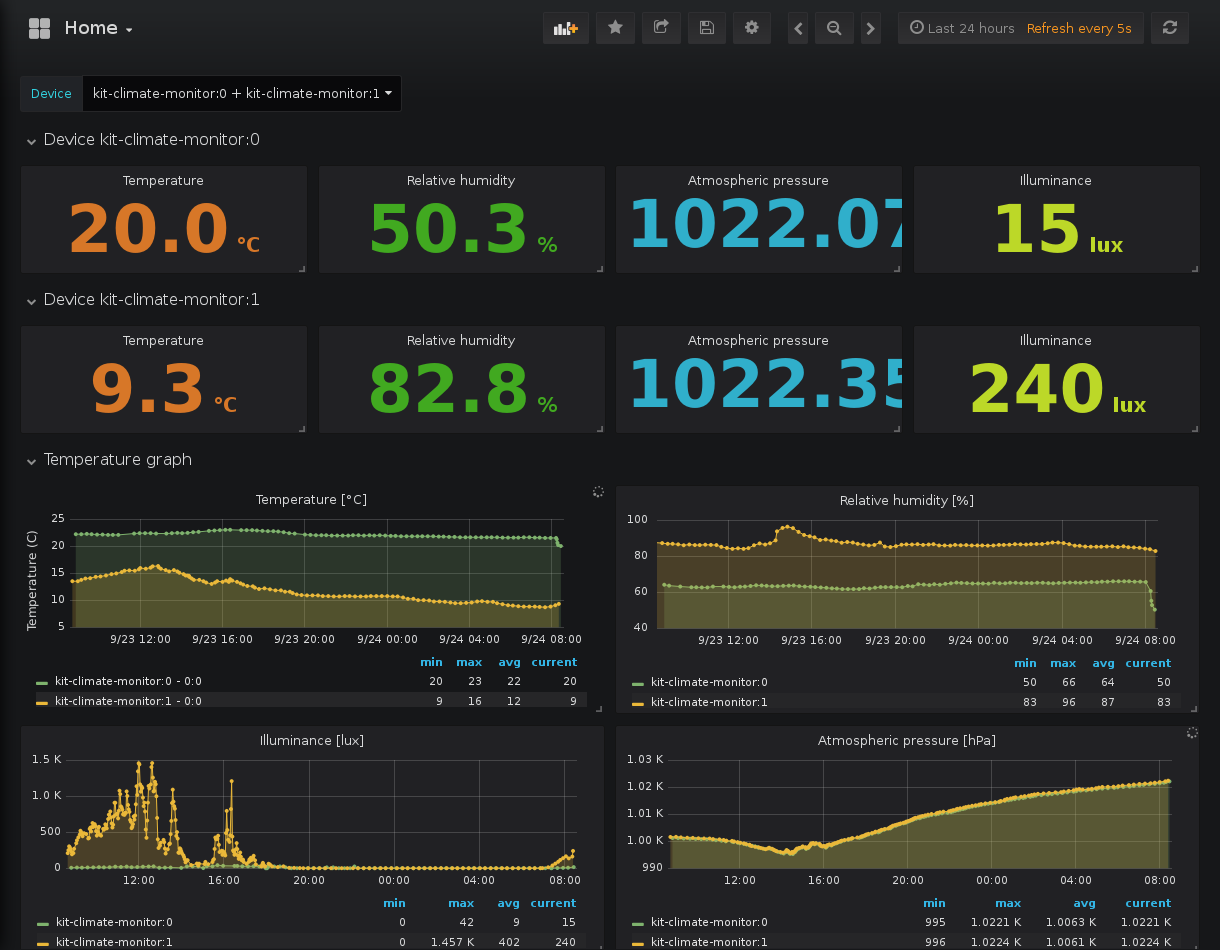 Home
Last 24 hours Refresh every 5s
Device kit-climate-monitor:0 + kit-climate-monitor:1
Device kit-climate-monitor:0
Temperature Relative humidity Atmospheric pressure Illuminance
20.0 °C 50.3 % 1022.07 15 lux
Device kit-climate-monitor:1
Temperature Relative humidity Atmospheric pressure Illuminance
9.3 °C 82.8 % 1022.35 240 lux
Temperature graph
Temperature [°C]
Temperature (C)
25
20
15
10
5
9/23 12:00 9/23 16:00 9/23 20:00 9/24 00:00 9/24 04:00 9/24 08:00
min max avg current
kit-climate-monitor:0 - 0:0 20 23 22 20
kit-climate-monitor:1 - 0:0 9 16 12 9
Relative humidity [%]
100
80
60
40
9/23 12:00 9/23 16:00 9/23 20:00 9/24 00:00 9/24 04:00 9/24 08:00
min max avg current
kit-climate-monitor:0 50 66 64 50
kit-climate-monitor:1 83 96 87 83
Illuminance [lux]
1.5 K
1.0 K
500
0
12:00 16:00 20:00 00:00 04:00 08:00
min max avg current
kit-climate-monitor:0 0 42 9 15
kit-climate-monitor:1 0 1.457 K 402 240
Atmospheric pressure [hPa]
1.03 K
1.02 K
1.01 K
1.00 K
990
12:00 16:00 20:00 00:00 04:00 08:00
min max avg current
kit-climate-monitor:0 995 1.0221 K 1.0063 K 1.0221 K
kit-climate-monitor:1 996 1.0224 K 1.0061 K 1.0224 K